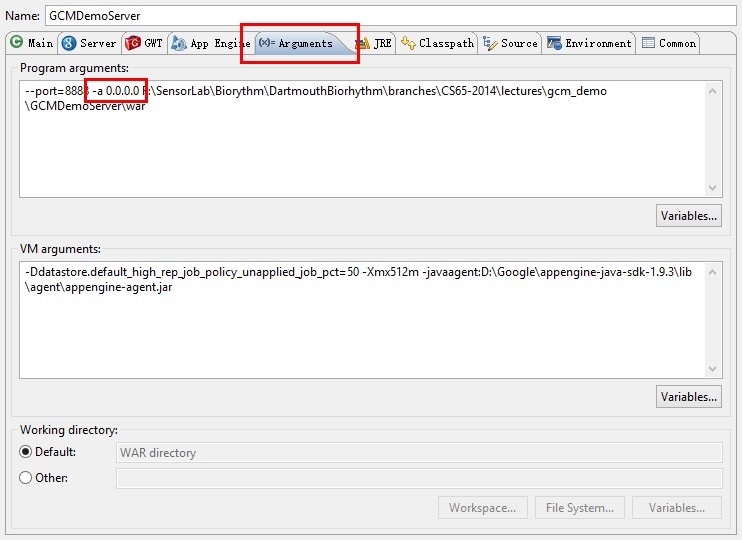 Name: GCMDemoServer
Main Server GWT App Engine (x)= Arguments JRE Classpath Source Environment Common
Program arguments:
--port=8888 -a 0.0.0.0 F:\SensorLab\Biorythm\DartmouthBiorhythm\branches\CS65-2014\lectures\gcm_demo
\GCMDemoServer\war
Variables...
VM arguments:
-Ddatastore.default_high_rep_job_policy_unapplied_job_pct=50 -Xmx512m -javaagent:D:\Google\appengine-java-sdk-1.9.3\lib
\agent\appengine-agent.jar
Variables...
Working directory:
Default: WAR directory
Other:
Workspace... File System... Variables...